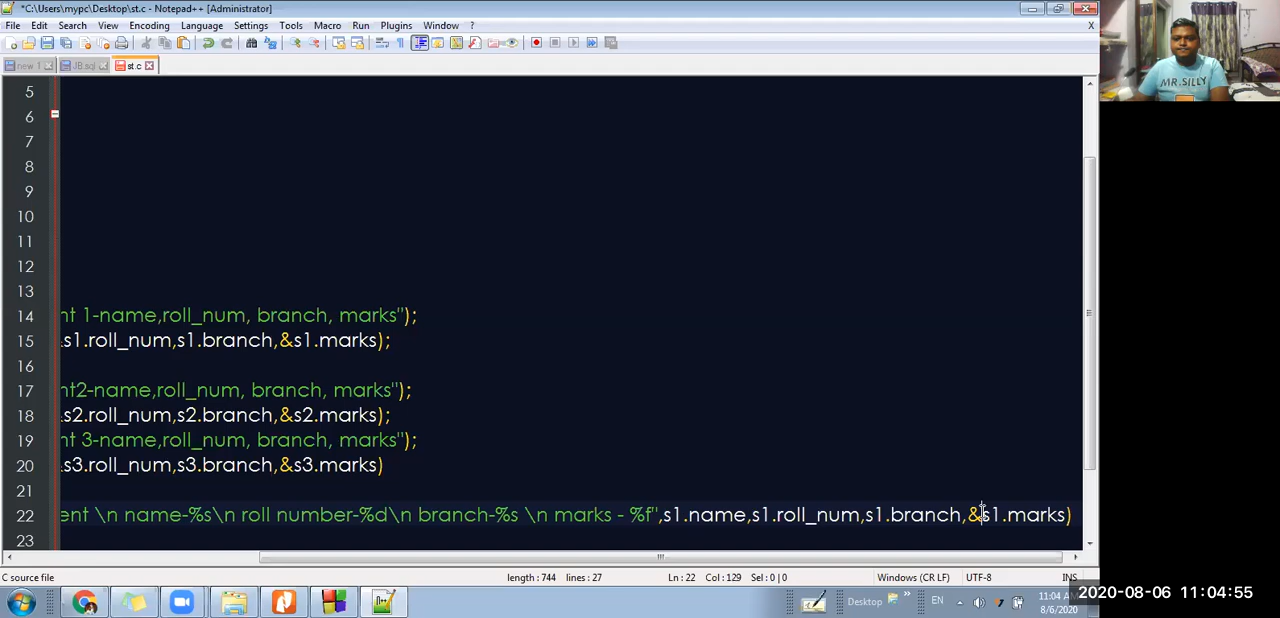 *C:\Users\mypc\Desktop\st.c - Notepad++ [Administrator]
File Edit Search View Encoding Language Settings Tools Macro Run Plugins Window ?
X
new 1 JB.sql st.c
MR.SILLY
5
6
7
8
9
10
11
12
13
14 nt 1-name,roll_num, branch, marks");
15 &s1.roll_num,s1.branch,&s1.marks);
16
17 nt2-name,roll_num, branch, marks");
18 &s2.roll_num,s2.branch,&s2.marks);
19 nt 3-name,roll_num, branch, marks");
20 &s3.roll_num,s3.branch,&s3.marks)
21
22 ent \n name-%s\n roll number-%d\n branch-%s \n marks - %f",s1.name,s1.roll_num,s1.branch,&s1.marks)
23
C source file length : 744 lines : 27 Ln : 22 Col : 129 Sel : 0 | 0 Windows (CR LF) UTF-8 INS
Desktop » EN 11:04 AM
8/6/2020
2020-08-06 11:04:55